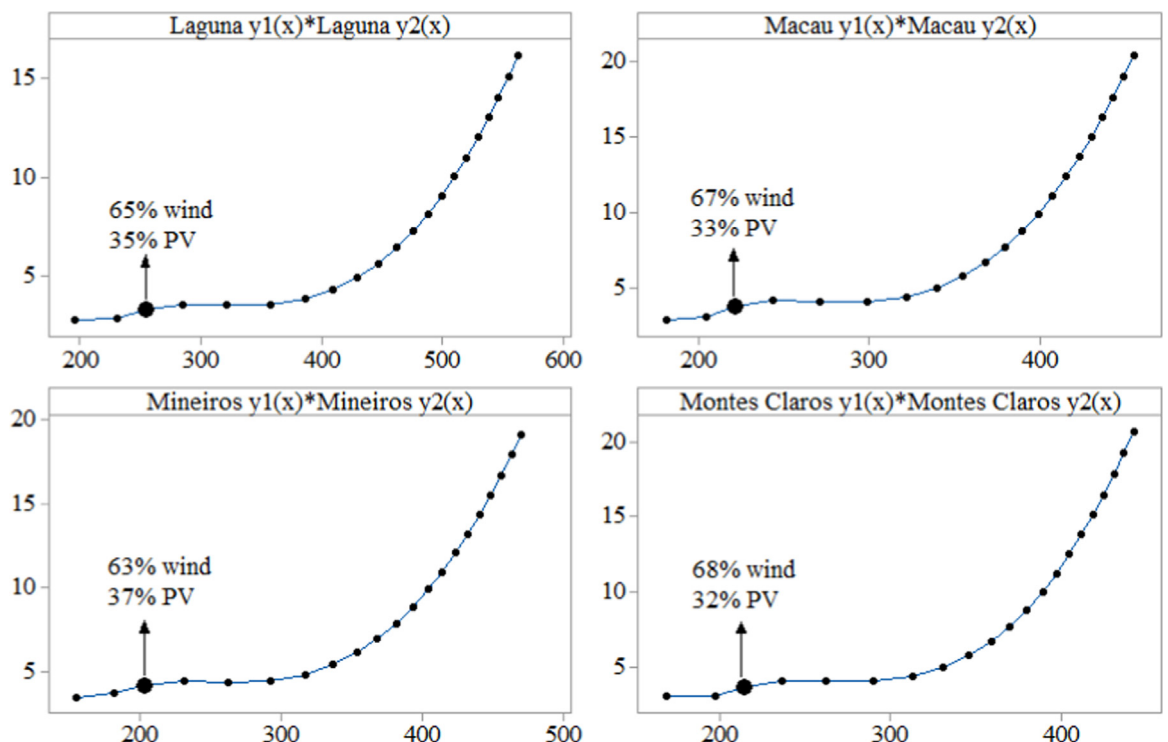 Laguna y1(x)*Laguna y2(x)
15
10
5
65% wind
35% PV
200 300 400 500 600
Macau y1(x)*Macau y2(x)
20
15
10
5
67% wind
33% PV
200 300 400
Mineiros y1(x)*Mineiros y2(x)
20
15
10
5
63% wind
37% PV
200 300 400 500
Montes Claros y1(x)*Montes Claros y2(x)
20
15
10
5
68% wind
32% PV
200 300 400